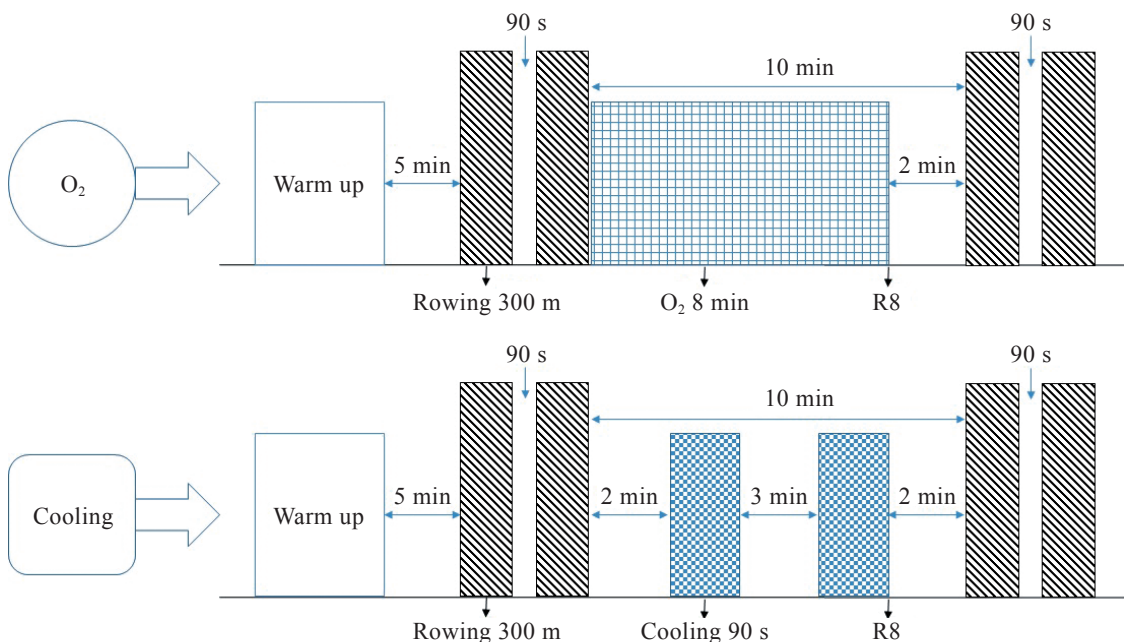 90 s
90 s
10 min
O₂
Warm up
5 min
2 min
Rowing 300 m
O₂ 8 min
R8
90 s
90 s
10 min
Cooling
Warm up
5 min
2 min
3 min
2 min
Rowing 300 m
Cooling 90 s
R8